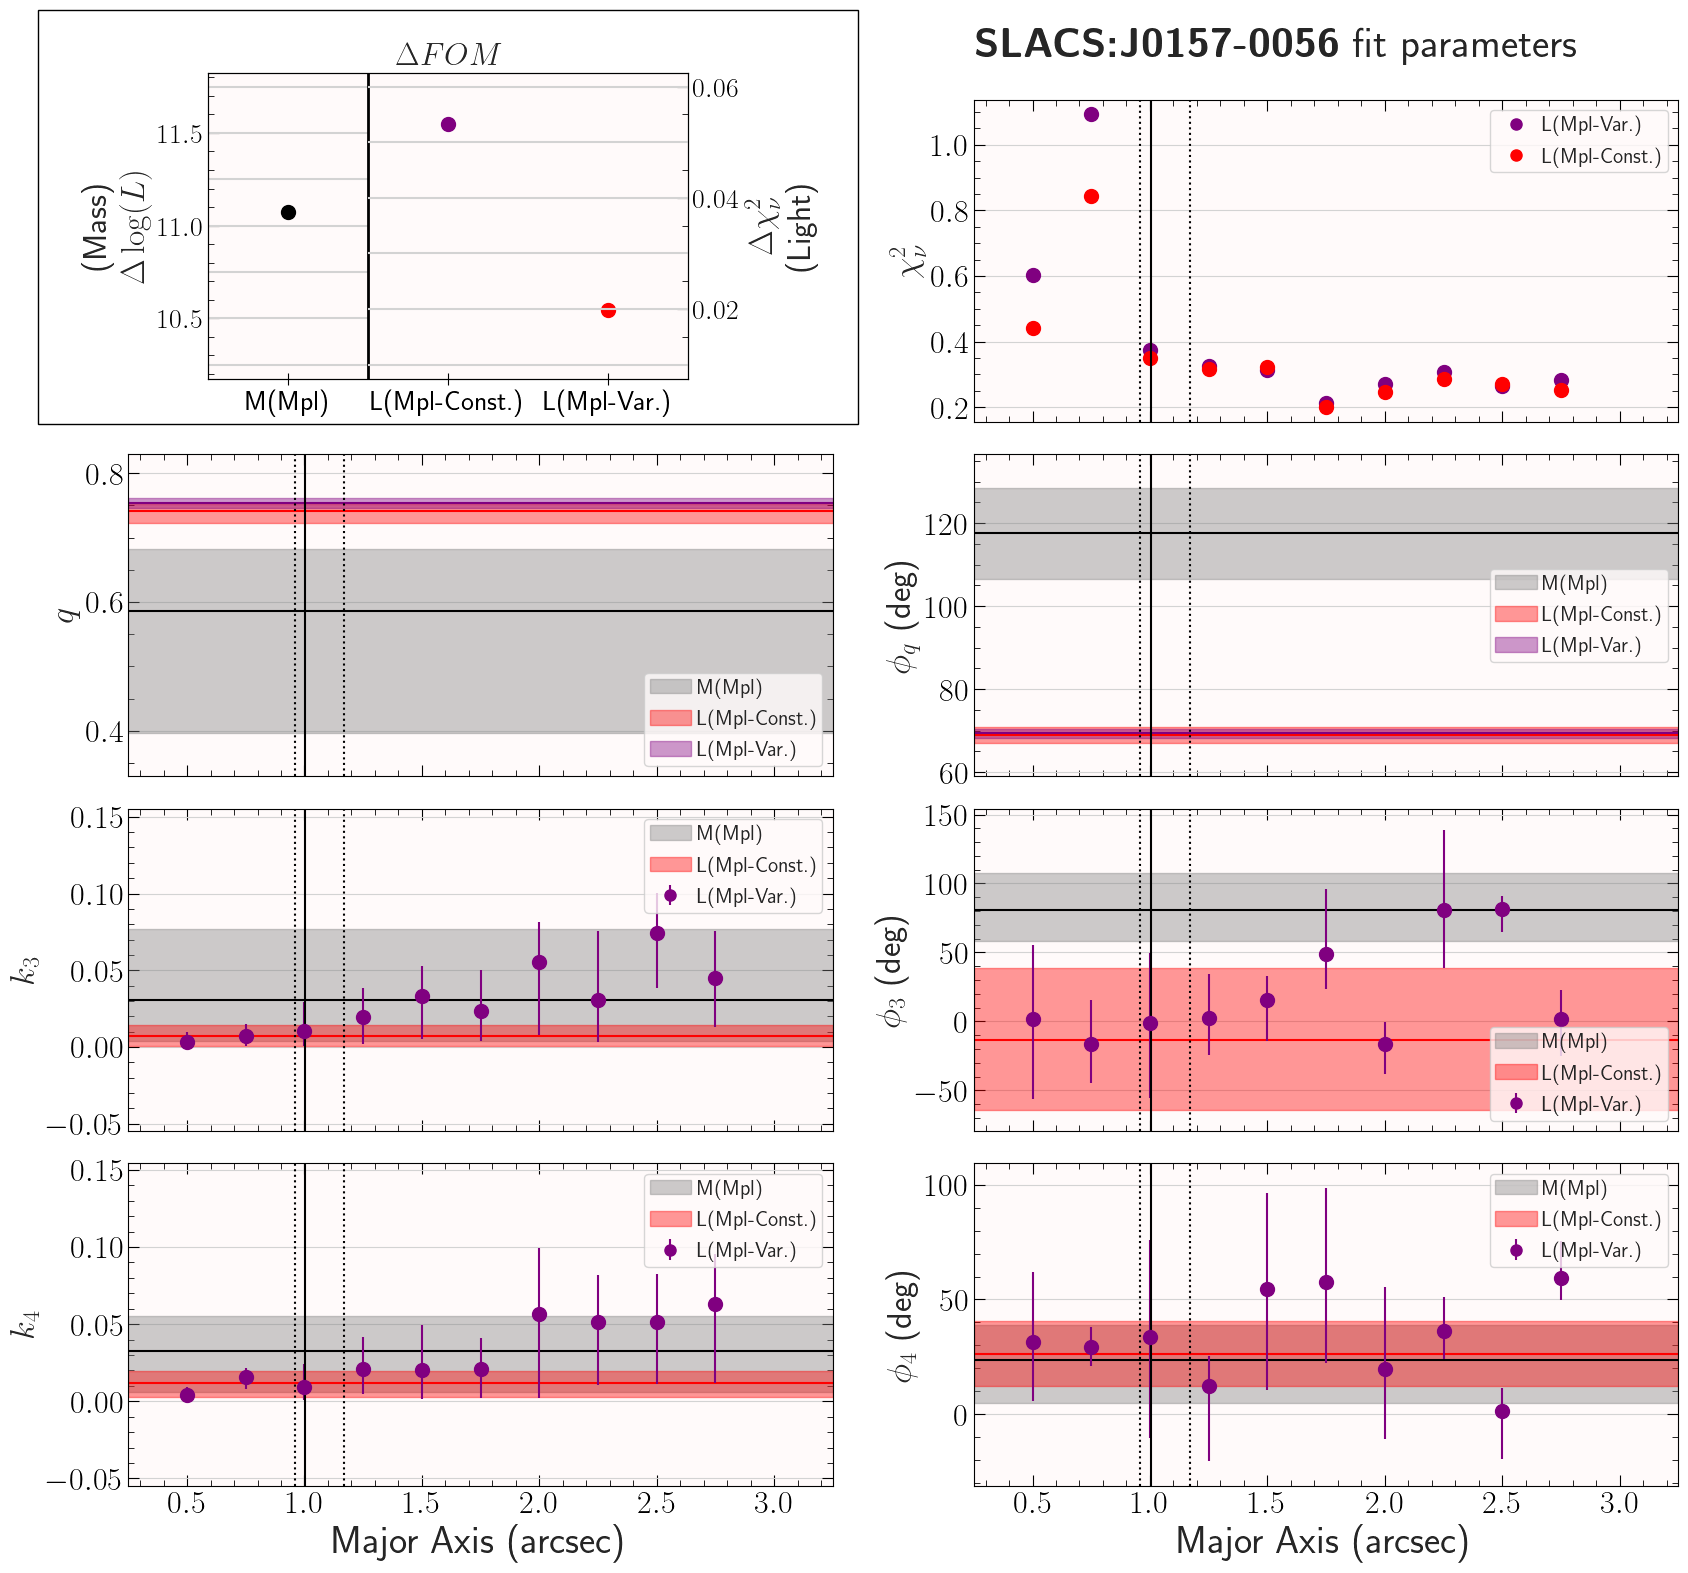 ΔFOM
(Mass)
Δ log(L)
11.5
11.0
10.5
0.06
0.04
0.02
Δχ²ν
(Light)
M(Mpl)
L(Mpl-Const.)
L(Mpl-Var.)
SLACS:J0157-0056 fit parameters
χ²ν
1.0
0.8
0.6
0.4
0.2
L(Mpl-Var.)
L(Mpl-Const.)
q
0.8
0.6
0.4
M(Mpl)
L(Mpl-Const.)
L(Mpl-Var.)
ϕq (deg)
120
100
80
60
M(Mpl)
L(Mpl-Const.)
L(Mpl-Var.)
k3
0.15
0.10
0.05
0.00
−0.05
M(Mpl)
L(Mpl-Const.)
L(Mpl-Var.)
ϕ3 (deg)
150
100
50
0
−50
M(Mpl)
L(Mpl-Const.)
L(Mpl-Var.)
k4
0.15
0.10
0.05
0.00
−0.05
M(Mpl)
L(Mpl-Const.)
L(Mpl-Var.)
0.5 1.0 1.5 2.0 2.5 3.0
Major Axis (arcsec)
ϕ4 (deg)
100
50
0
M(Mpl)
L(Mpl-Const.)
L(Mpl-Var.)
0.5 1.0 1.5 2.0 2.5 3.0
Major Axis (arcsec)